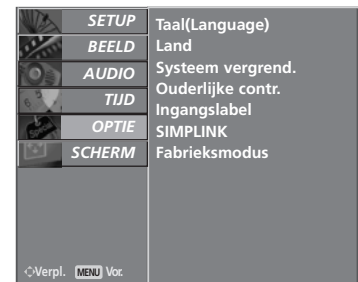 SETUP
BEELD
AUDIO
TIJD
OPTIE
SCHERM
Verpl. MENU Vor.
Taal(Language)
Land
Systeem vergrend.
Ouderlijke contr.
Ingangslabel
SIMPLINK
Fabrieksmodus